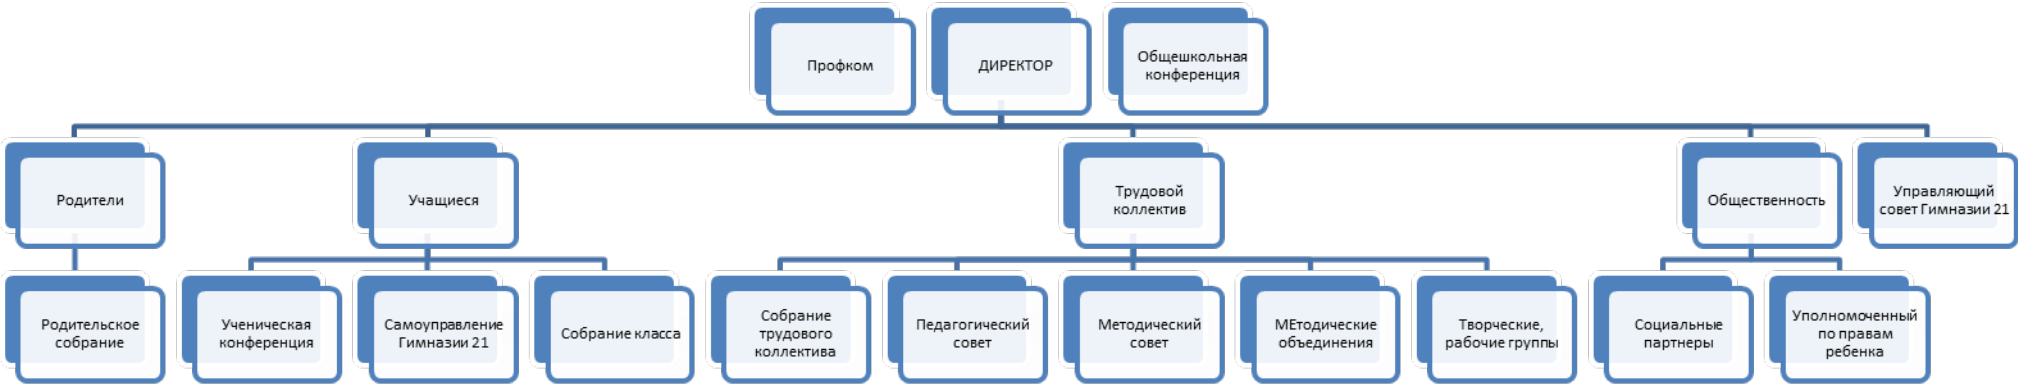 Профком
ДИРЕКТОР
Общешкольная
конференция
Родители
Учащиеся
Трудовой
коллектив
Общественность
Управляющий
совет Гимназии 21
Родительское
собрание
Ученическая
конференция
Самоуправление
Гимназии 21
Собрание класса
Собрание
трудового
коллектива
Педагогический
совет
Методический
совет
МЕтодические
объединения
Творческие,
рабочие группы
Социальные
партнеры
Уполномоченный
по правам
ребенка